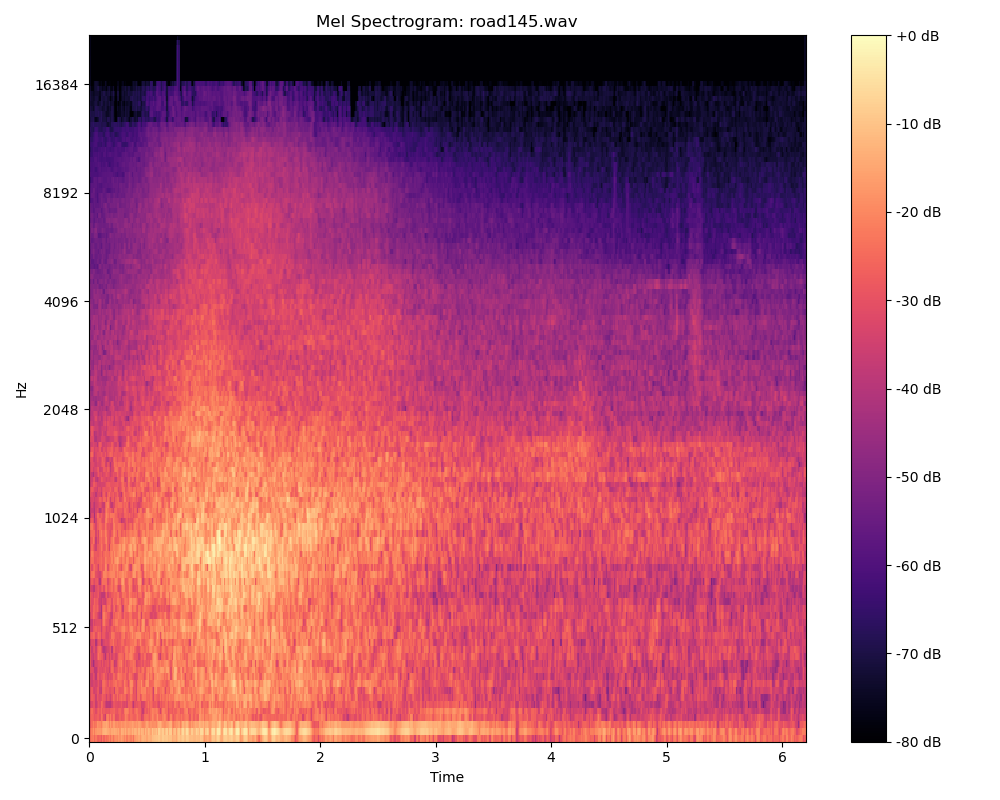 Mel Spectrogram: road145.wav
Hz
16384
8192
4096
2048
1024
512
0
0 1 2 3 4 5 6
Time
+0 dB
-10 dB
-20 dB
-30 dB
-40 dB
-50 dB
-60 dB
-70 dB
-80 dB